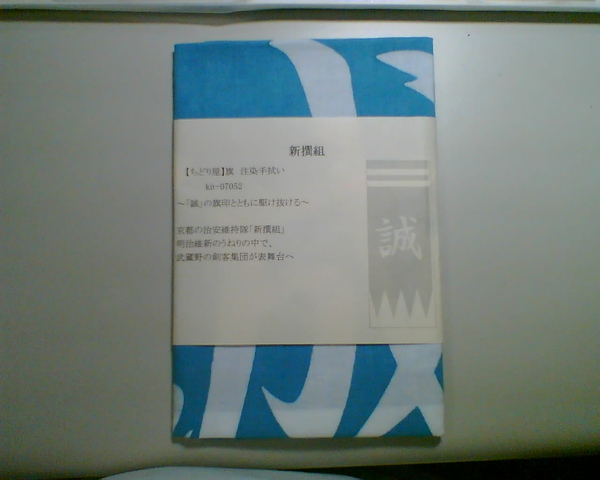 新撰組
【ちどり屋】旗 注染手拭い
kn-07052
～「誠」の旗印とともに駆け抜ける～
京都の治安維持隊「新撰組」
明治維新のうねりの中で、
武蔵野の剣客集団が表舞台へ
誠